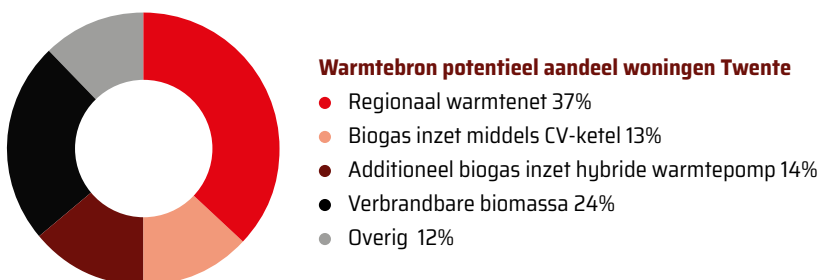 Warmtebron potentieel aandeel woningen Twente
Regionaal warmtenet 37%
Biogas inzet middels CV-ketel 13%
Additioneel biogas inzet hybride warmtepomp 14%
Verbrandbare biomassa 24%
Overig 12%